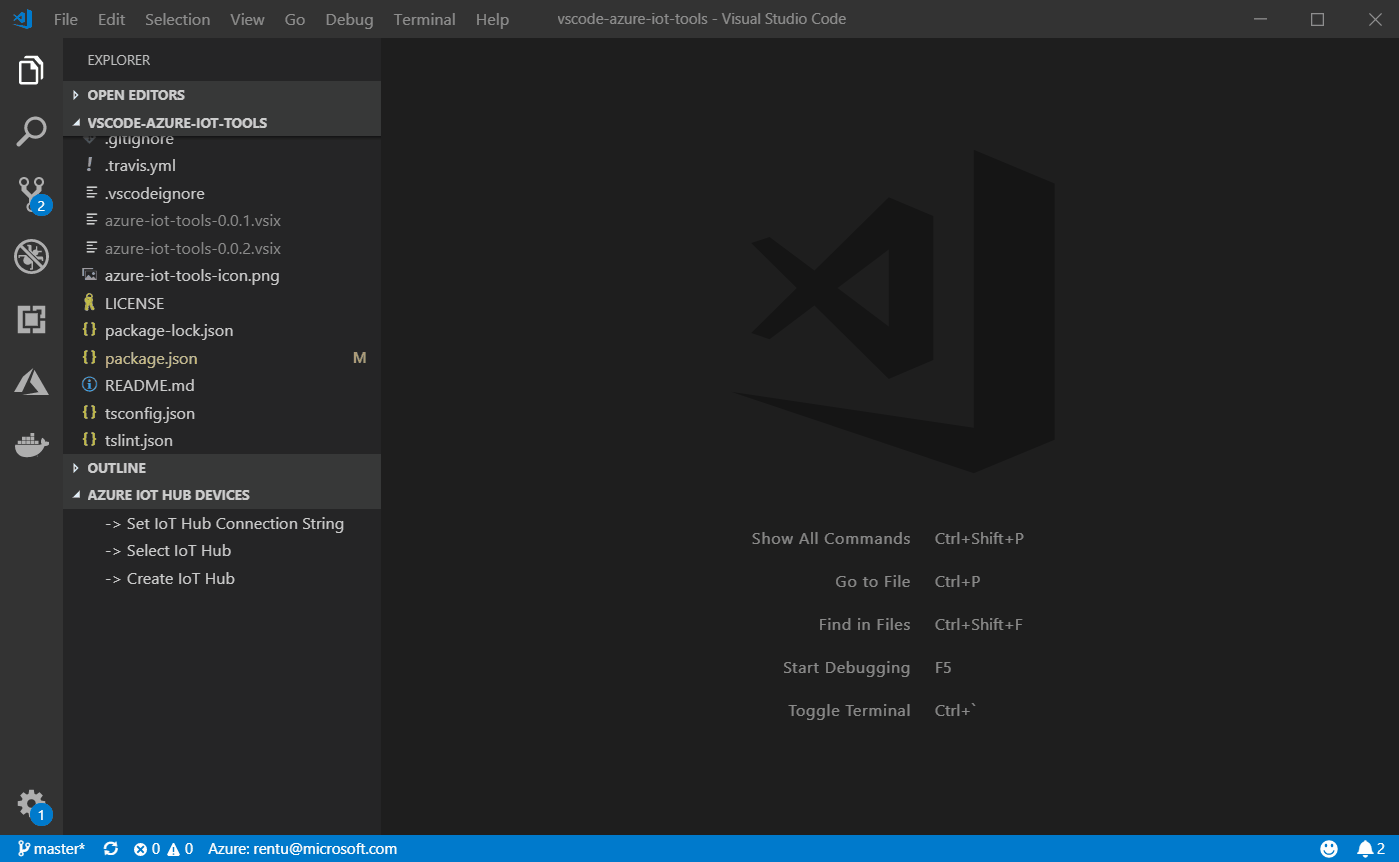 File Edit Selection View Go Debug Terminal Help vscode-azure-iot-tools - Visual Studio Code
EXPLORER
OPEN EDITORS
VSCODE-AZURE-IOT-TOOLS
.gitignore
! .travis.yml
.vscodeignore
azure-iot-tools-0.0.1.vsix
azure-iot-tools-0.0.2.vsix
azure-iot-tools-icon.png
LICENSE
{} package-lock.json
{} package.json M
README.md
{} tsconfig.json
{} tslint.json
OUTLINE
AZURE IOT HUB DEVICES
-> Set IoT Hub Connection String
-> Select IoT Hub
-> Create IoT Hub
2
1
Show All Commands Ctrl+Shift+P
Go to File Ctrl+P
Find in Files Ctrl+Shift+F
Start Debugging F5
Toggle Terminal Ctrl+`
master* 0 0 Azure: rentu@microsoft.com 2